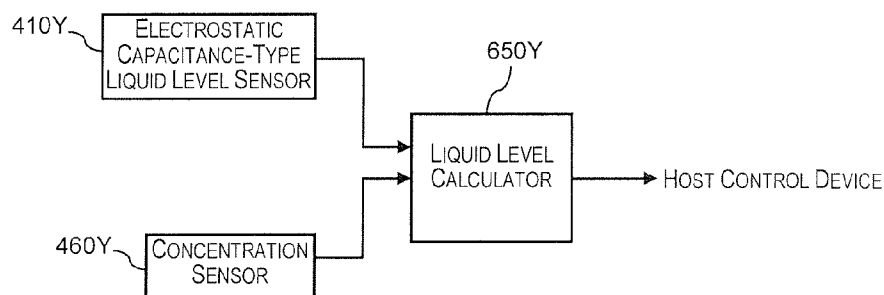 410Y
ELECTROSTATIC
CAPACITANCE-TYPE
LIQUID LEVEL SENSOR
650Y
LIQUID LEVEL
CALCULATOR
HOST CONTROL DEVICE
460Y
CONCENTRATION
SENSOR